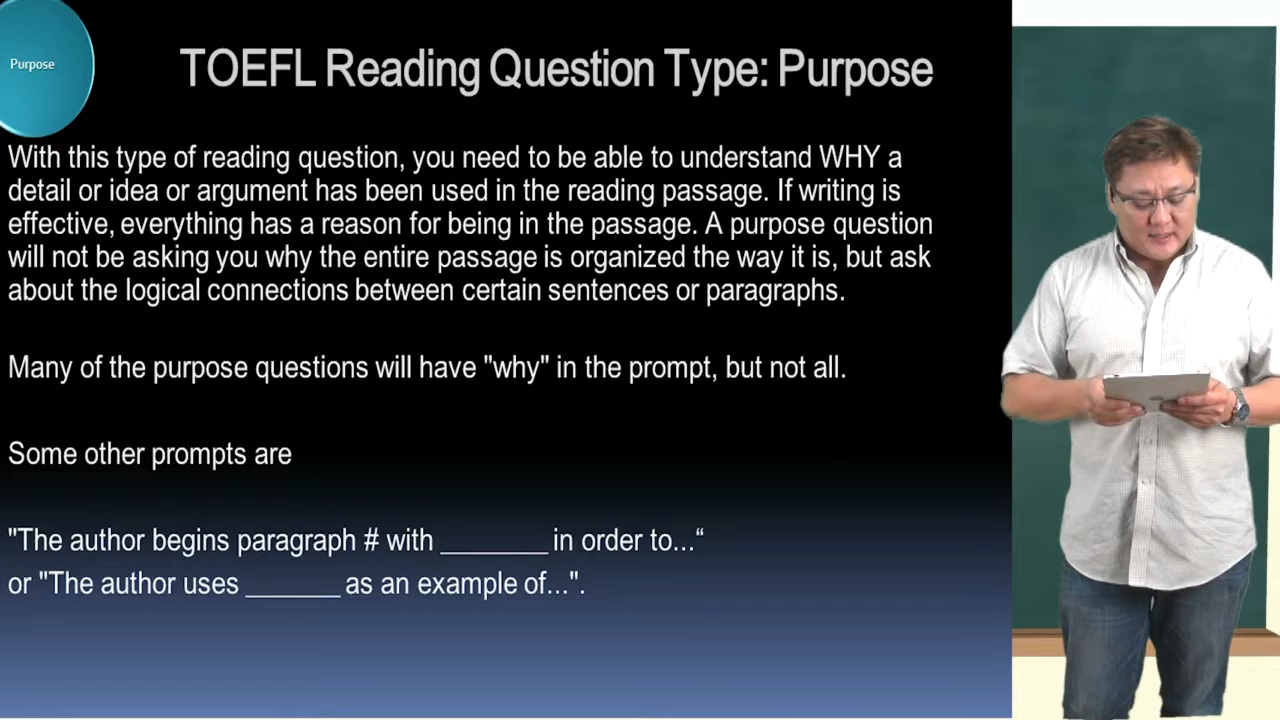 Purpose
TOEFL Reading Question Type: Purpose
With this type of reading question, you need to be able to understand WHY a
detail or idea or argument has been used in the reading passage. If writing is
effective, everything has a reason for being in the passage. A purpose question
will not be asking you why the entire passage is organized the way it is, but ask
about the logical connections between certain sentences or paragraphs.
Many of the purpose questions will have "why" in the prompt, but not all.
Some other prompts are
"The author begins paragraph # with ________ in order to...“
or "The author uses _______ as an example of...".